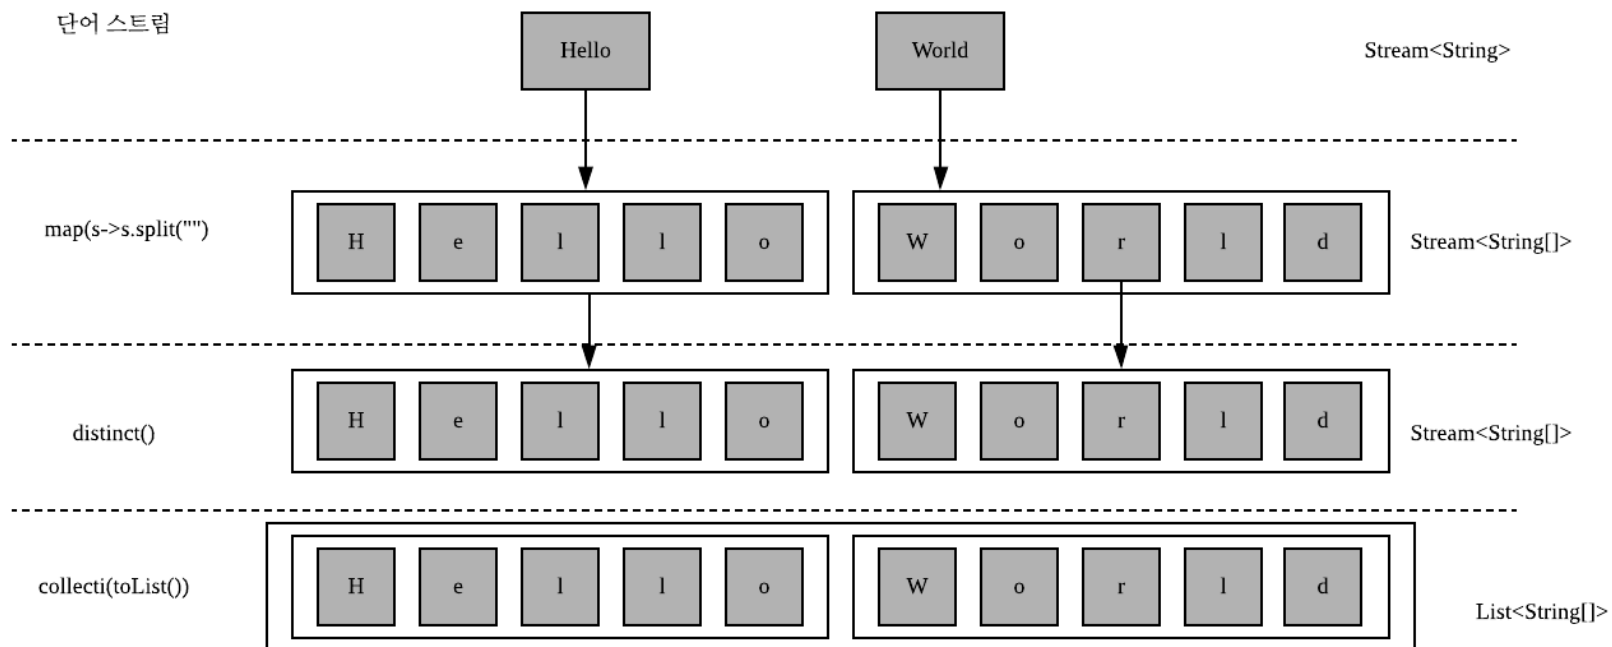 단어 스트림
Hello World Stream<String>
map(s->s.split("") H e l l o W o r l d Stream<String[]>
distinct() H e l l o W o r l d Stream<String[]>
collecti(toList()) H e l l o W o r l d
List<String[]>